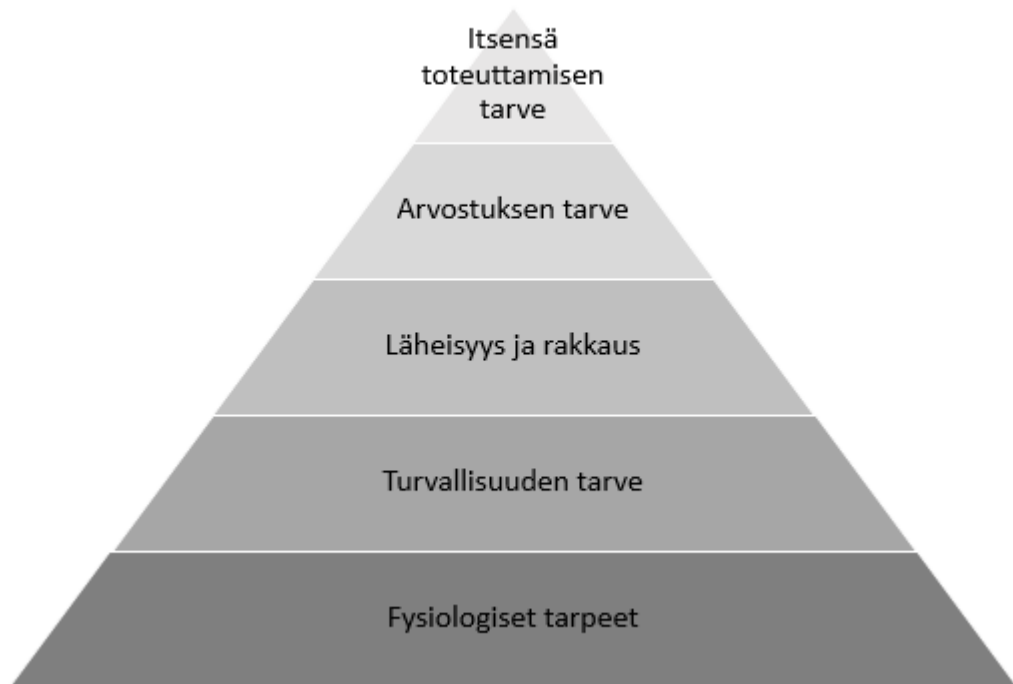 Itsensä
toteuttamisen
tarve
Arvostuksen tarve
Läheisyys ja rakkaus
Turvallisuuden tarve
Fysiologiset tarpeet